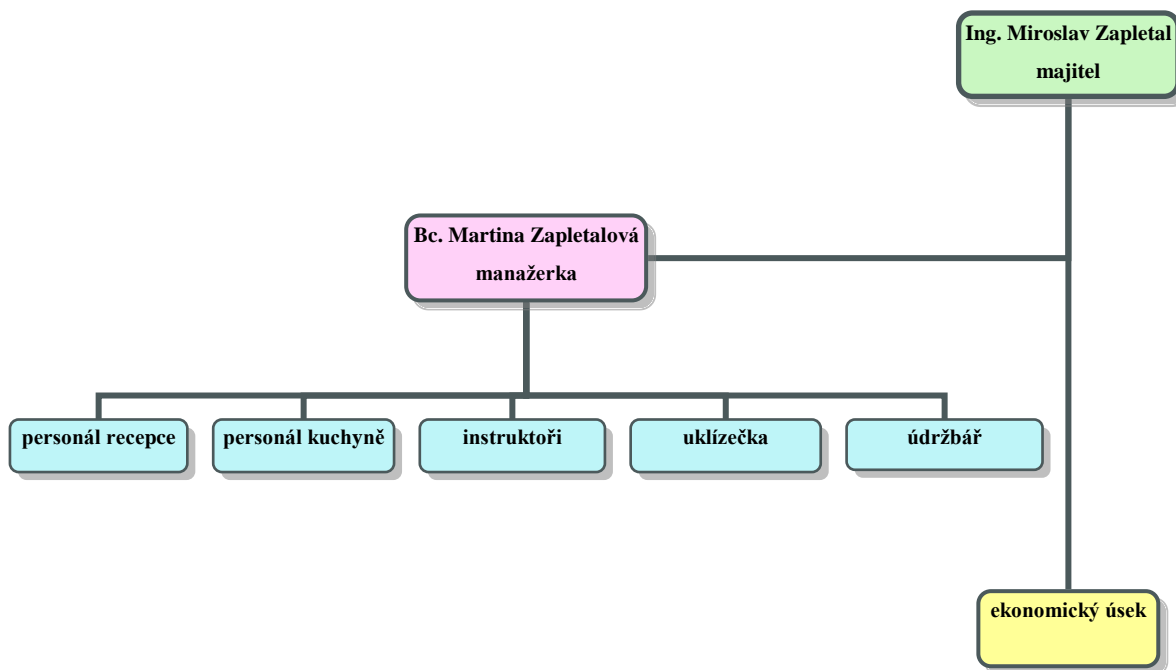 Ing. Miroslav Zapletal
majitel
Bc. Martina Zapletalová
manažerka
personál recepce
personál kuchyně
instruktoři
uklízečka
údržbář
ekonomický úsek